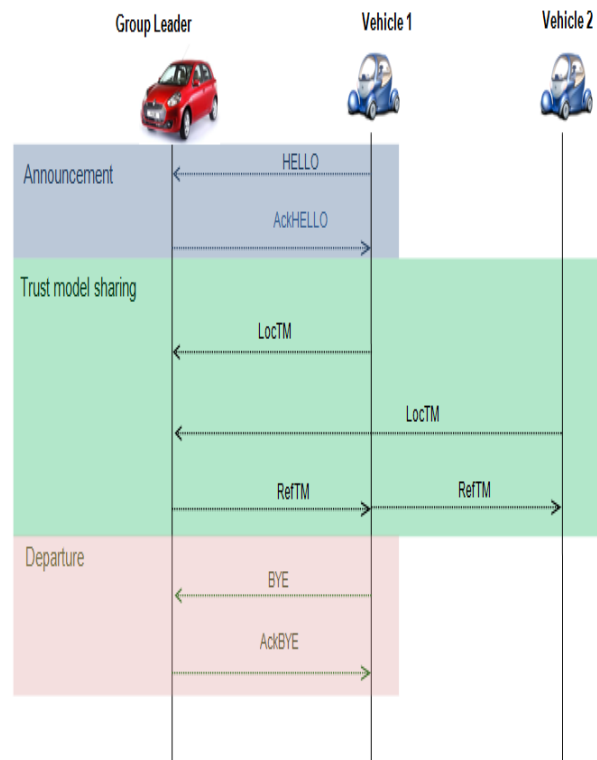 Group Leader
Vehicle 1
Vehicle 2
Announcement
HELLO
AckHELLO
Trust model sharing
LocTM
LocTM
RefTM
RefTM
Departure
BYE
AckBYE